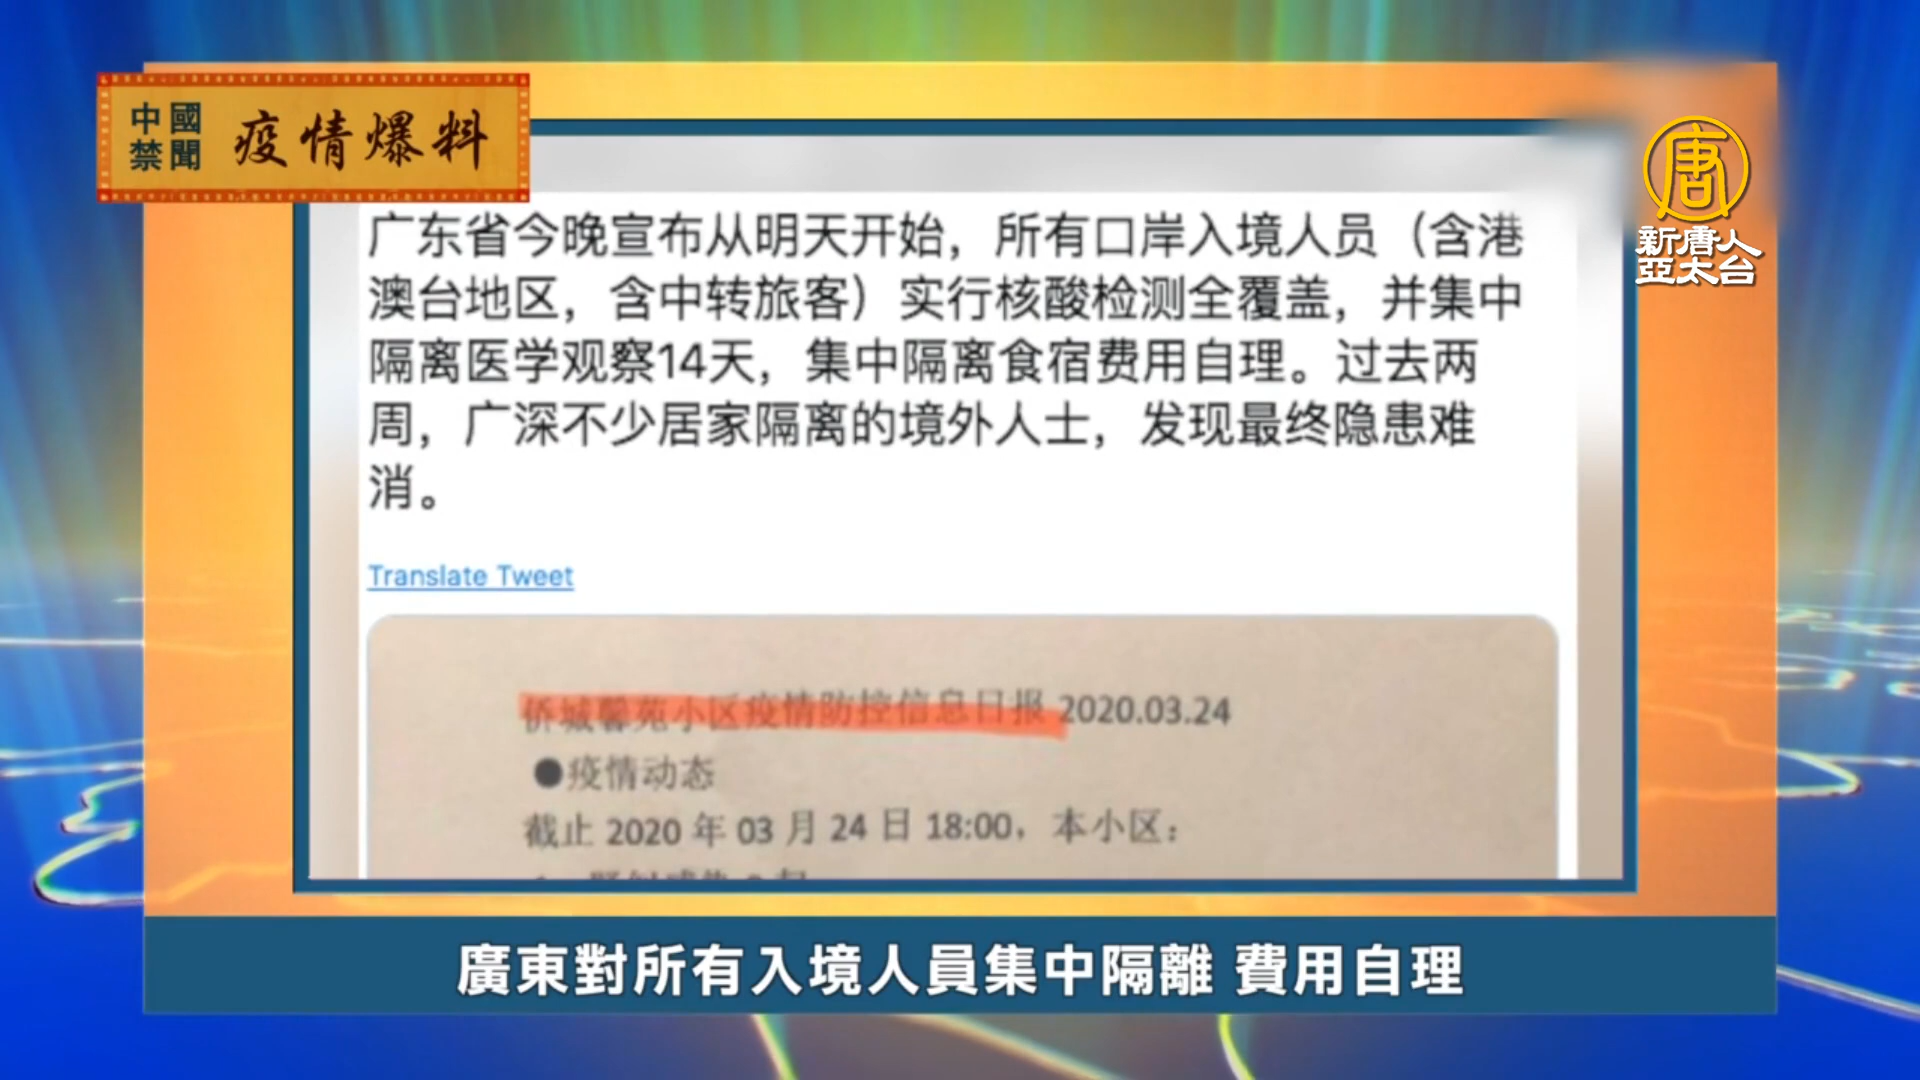 中國
禁聞
疫情爆料
唐
新唐人
亞太台
广东省今晚宣布从明天开始，所有口岸入境人员（含港
澳台地区，含中转旅客）实行核酸检测全覆盖，并集中
隔离医学观察14天，集中隔离食宿费用自理。过去两
周，广深不少居家隔离的境外人士，发现最终隐患难
消。
Translate Tweet
侨城馨苑小区疫情防控信息日报 2020.03.24
●疫情动态
截止 2020 年 03 月 24 日 18:00，本小区：
廣東對所有入境人員集中隔離 費用自理